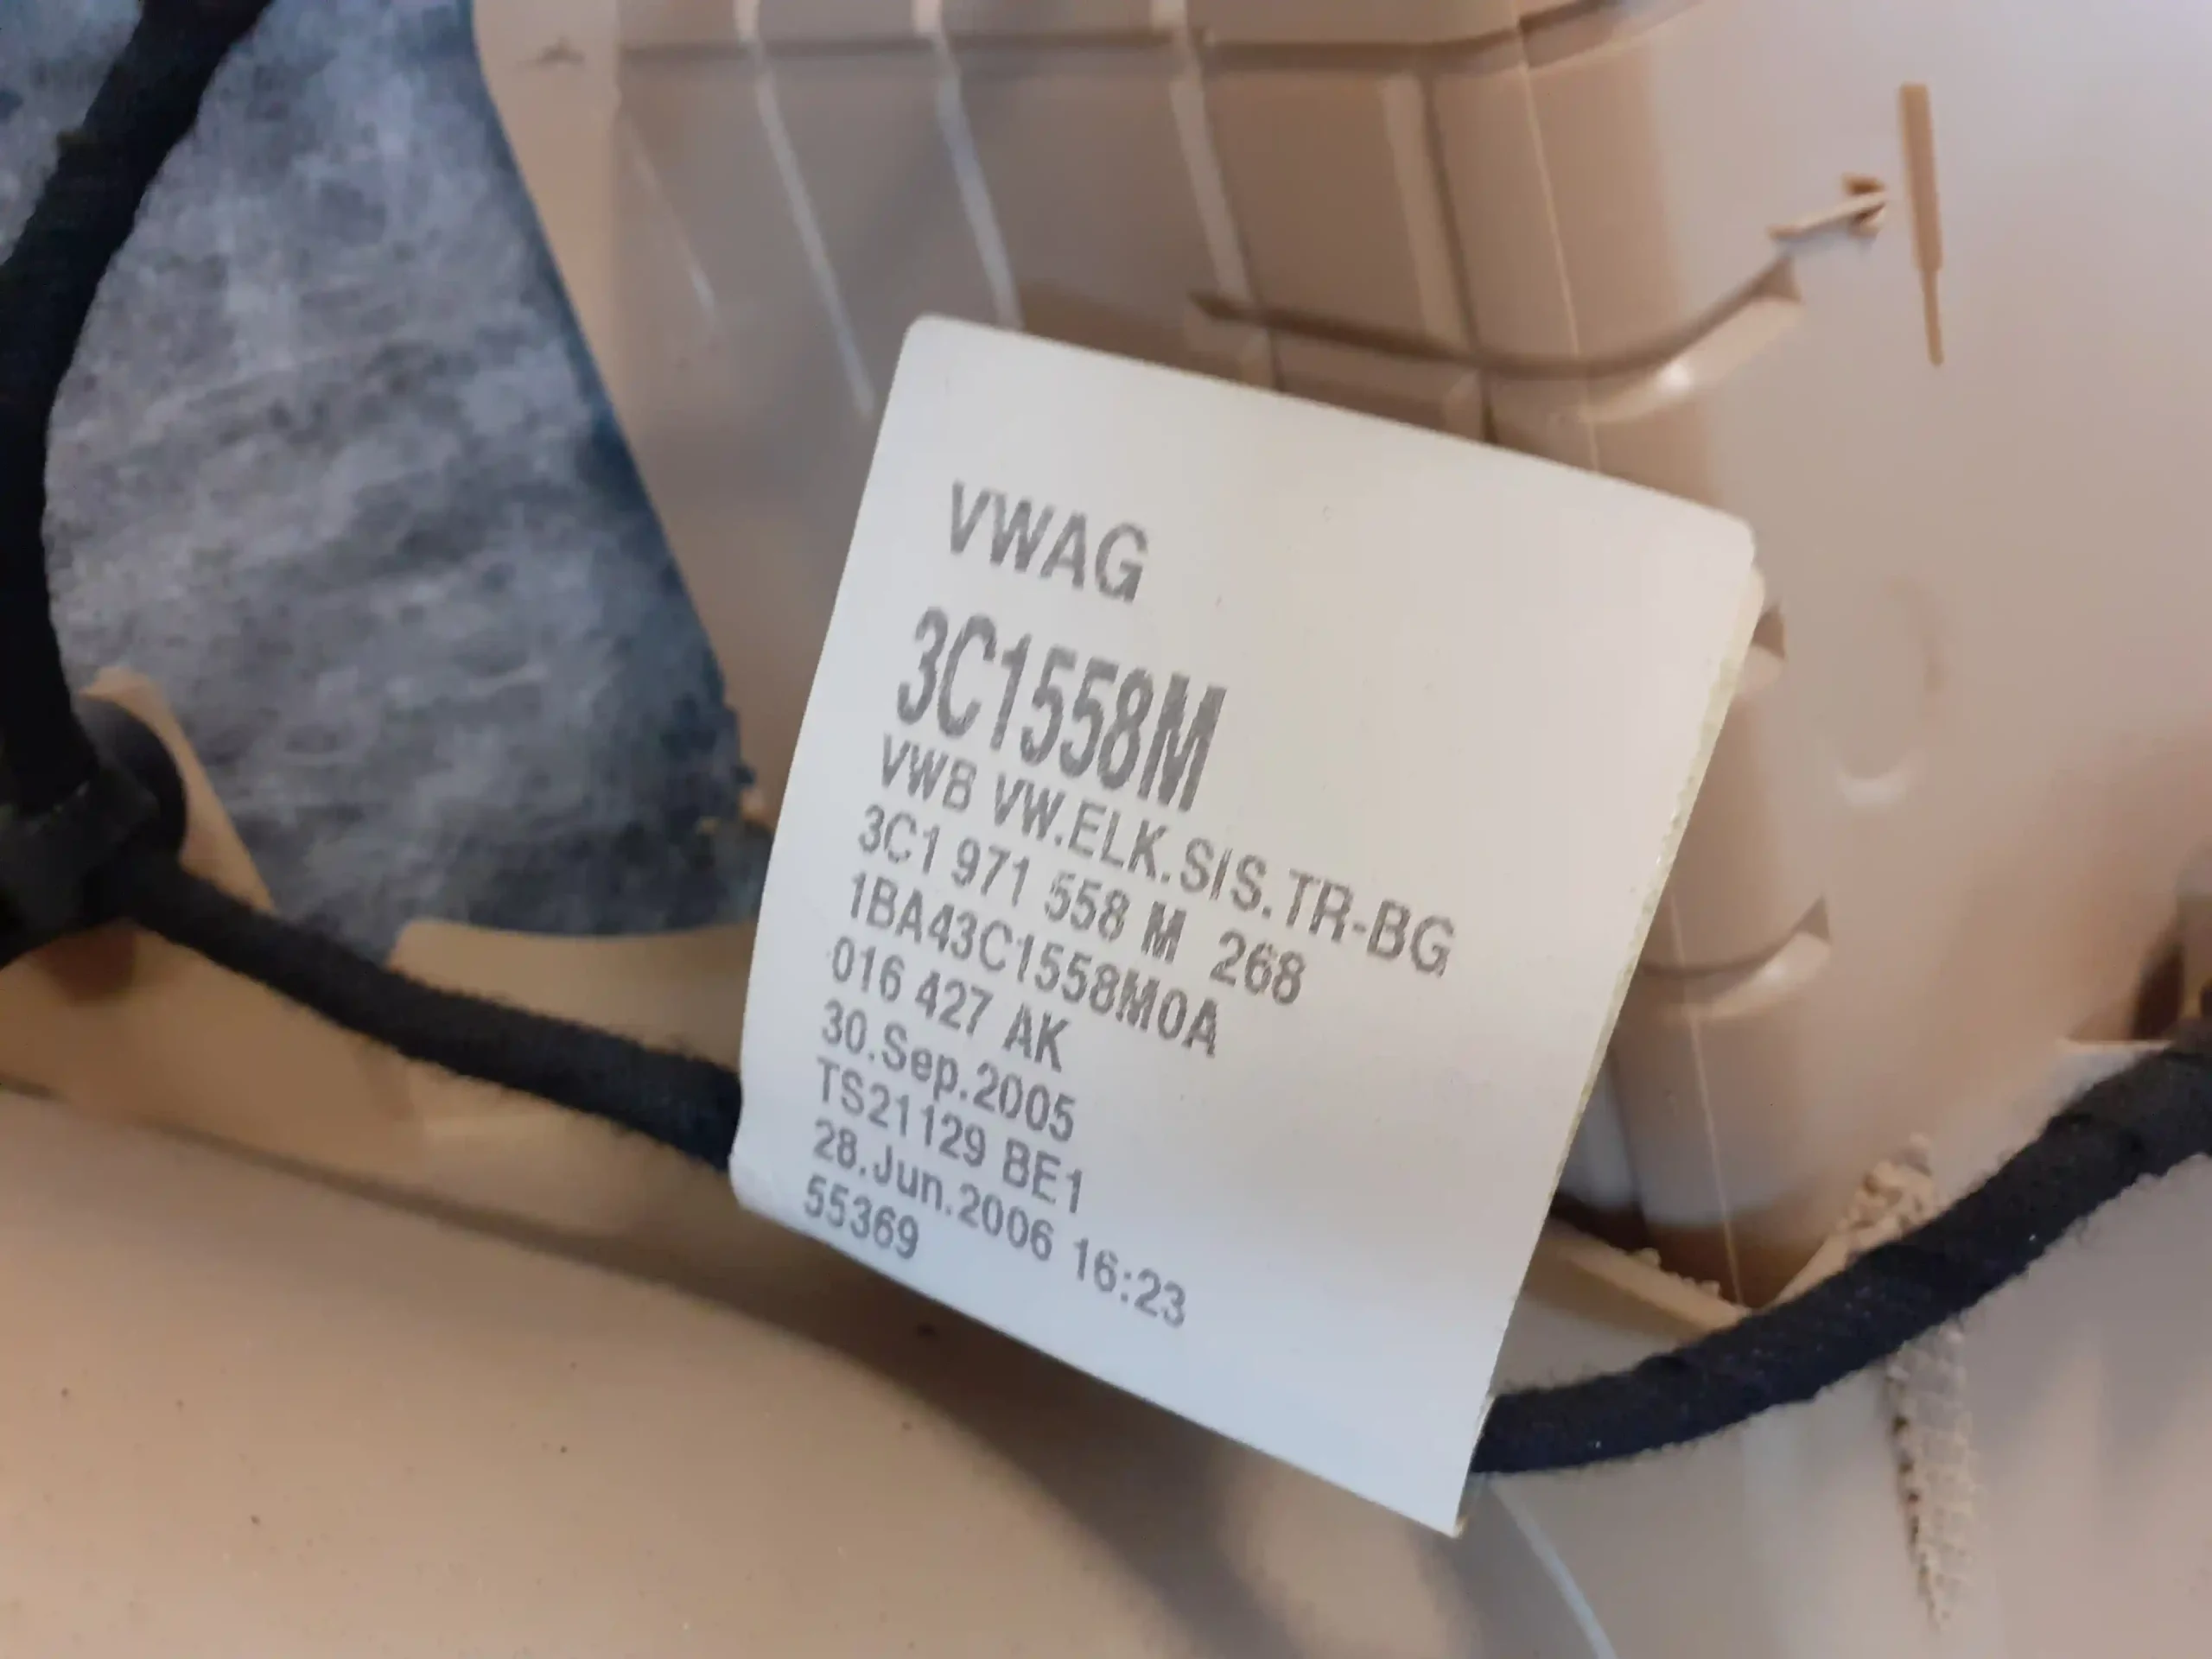 VWAG
3C1558M
VWB VW.ELK.SIS.TR-BG
3C1 971 558 M 268
1BA43C1558M0A
016 427 AK
30.Sep.2005
TS21129 BE1
28.Jun.2006 16:23
55369